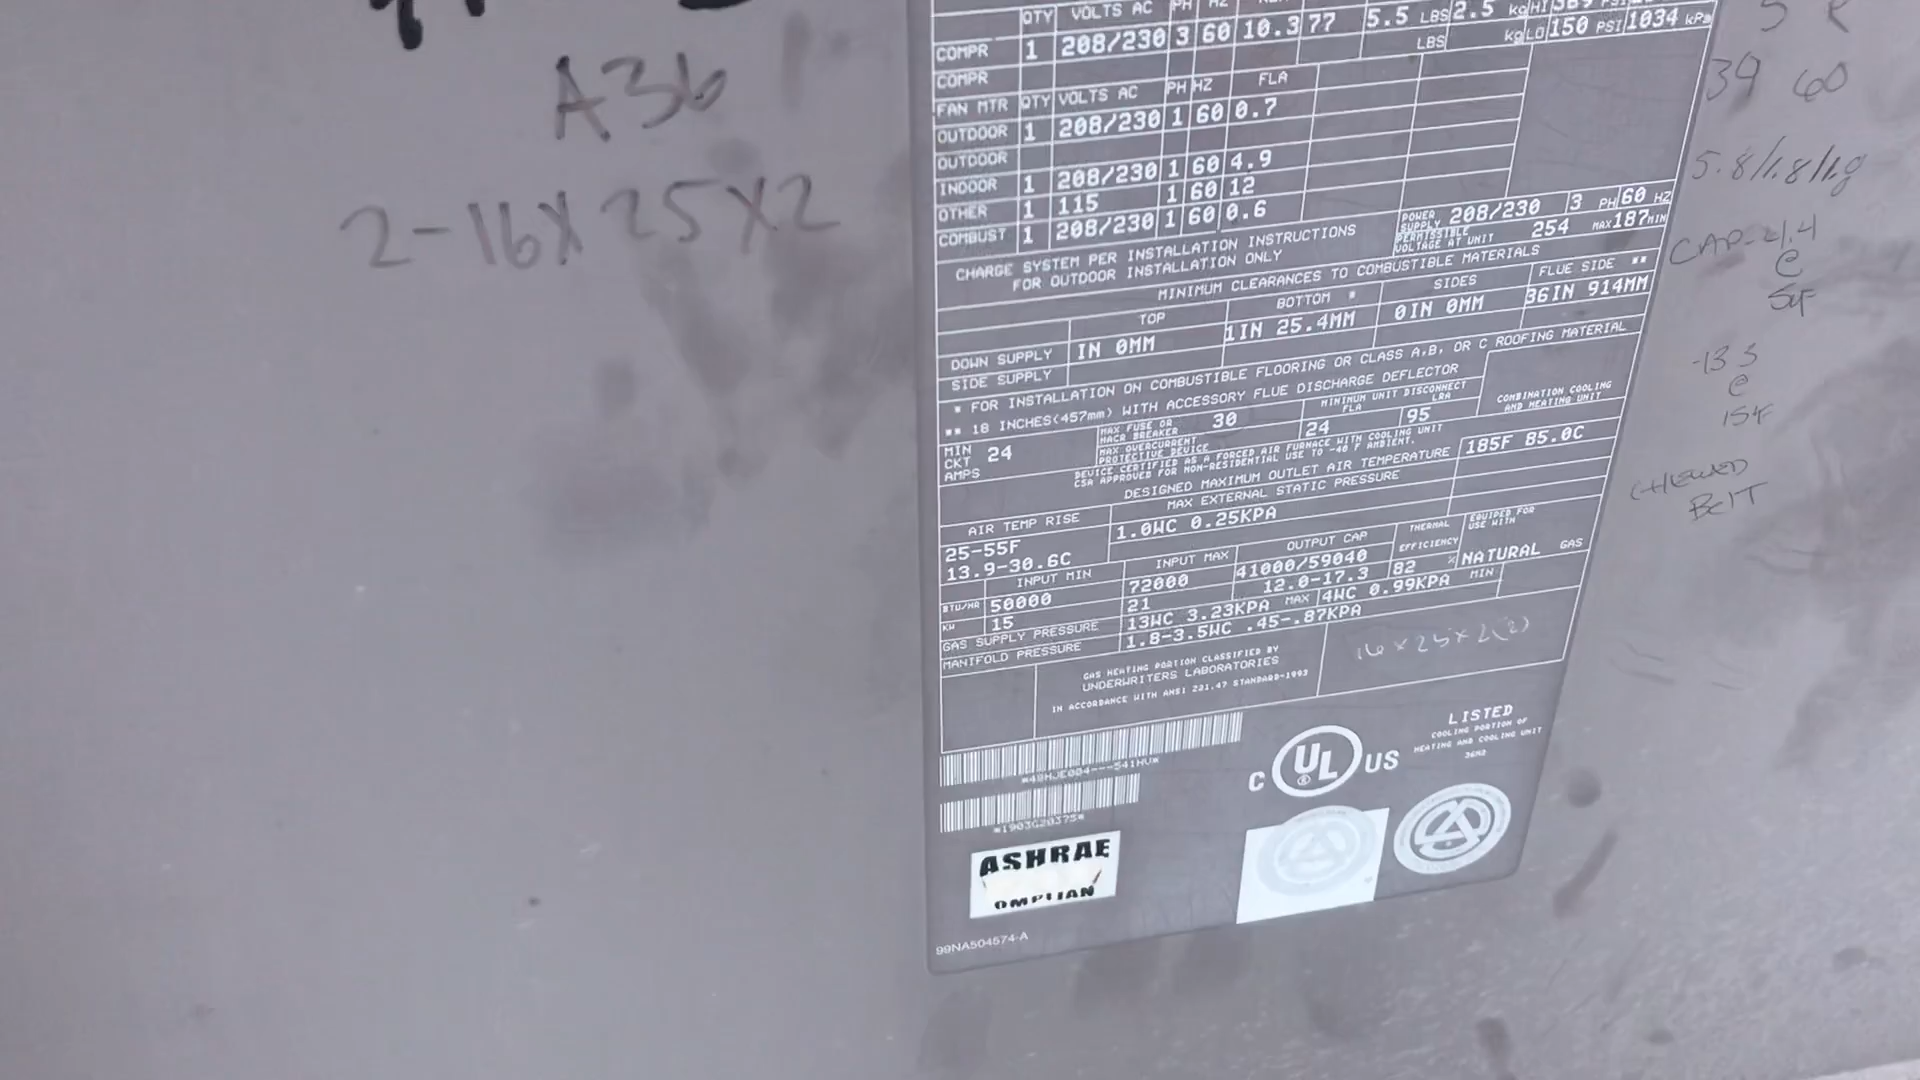 A36
2-16X25X2
QTY VOLTS AC PH HZ
COMPR 1 208/230 3 60 10.3 77 5.5 LBS 2.5 kg HI 389 PSI
COMPR LBS kg LO 150 PSI 1034 kPa
FAN MTR QTY VOLTS AC PH HZ FLA
OUTDOOR 1 208/230 1 60 0.7
OUTDOOR
INDOOR 1 208/230 1 60 4.9
OTHER 1 115 1 60 12
COMBUST 1 208/230 1 60 0.6
POWER SUPPLY 208/230 3 PH 60 HZ
PERMISSIBLE VOLTAGE AT UNIT 254 MAX 187 MIN
CHARGE SYSTEM PER INSTALLATION INSTRUCTIONS
FOR OUTDOOR INSTALLATION ONLY
MINIMUM CLEARANCES TO COMBUSTIBLE MATERIALS
TOP BOTTOM * SIDES FLUE SIDE **
DOWN SUPPLY IN 0MM 1IN 25.4MM 0IN 0MM 36IN 914MM
SIDE SUPPLY
* FOR INSTALLATION ON COMBUSTIBLE FLOORING OR CLASS A,B, OR C ROOFING MATERIAL
** 18 INCHES(457mm) WITH ACCESSORY FLUE DISCHARGE DEFLECTOR
MIN CKT AMPS 24
MAX FUSE OR HACR BREAKER 30
MAX OVERCURRENT PROTECTIVE DEVICE
MINIMUM UNIT DISCONNECT
FLA 24 LRA 95
COMBINATION COOLING AND HEATING UNIT
DEVICE CERTIFIED AS A FORCED AIR FURNACE WITH COOLING UNIT
CSA APPROVED FOR NON-RESIDENTIAL USE TO -40 F AMBIENT.
DESIGNED MAXIMUM OUTLET AIR TEMPERATURE 185F 85.0C
MAX EXTERNAL STATIC PRESSURE
AIR TEMP RISE 1.0WC 0.25KPA
25-55F
13.9-30.6C
INPUT MIN INPUT MAX OUTPUT CAP THERMAL EFFICIENCY EQUIPED FOR USE WITH
BTU/HR 50000 72000 41000/59040 82 % NATURAL GAS
KW 15 21 12.0-17.3
GAS SUPPLY PRESSURE 13WC 3.23KPA MAX 4WC 0.99KPA MIN
MANIFOLD PRESSURE 1.8-3.5WC .45-.87KPA
GAS HEATING PORTION CLASSIFIED BY
UNDERWRITERS LABORATORIES
IN ACCORDANCE WITH ANSI Z21.47 STANDARD-1993
16x25x2(2)
*48HJE004---541HV*
*1903G20375*
C UL US
LISTED
COOLING PORTION OF
HEATING AND COOLING UNIT
36N2
ASHRAE
OMPLIAN
99NA504574-A
S R
39 60
5.8/1.8/1.9
CAP-4.4
@
5uF
-13.3
@
15uF
CHEWED
BELT